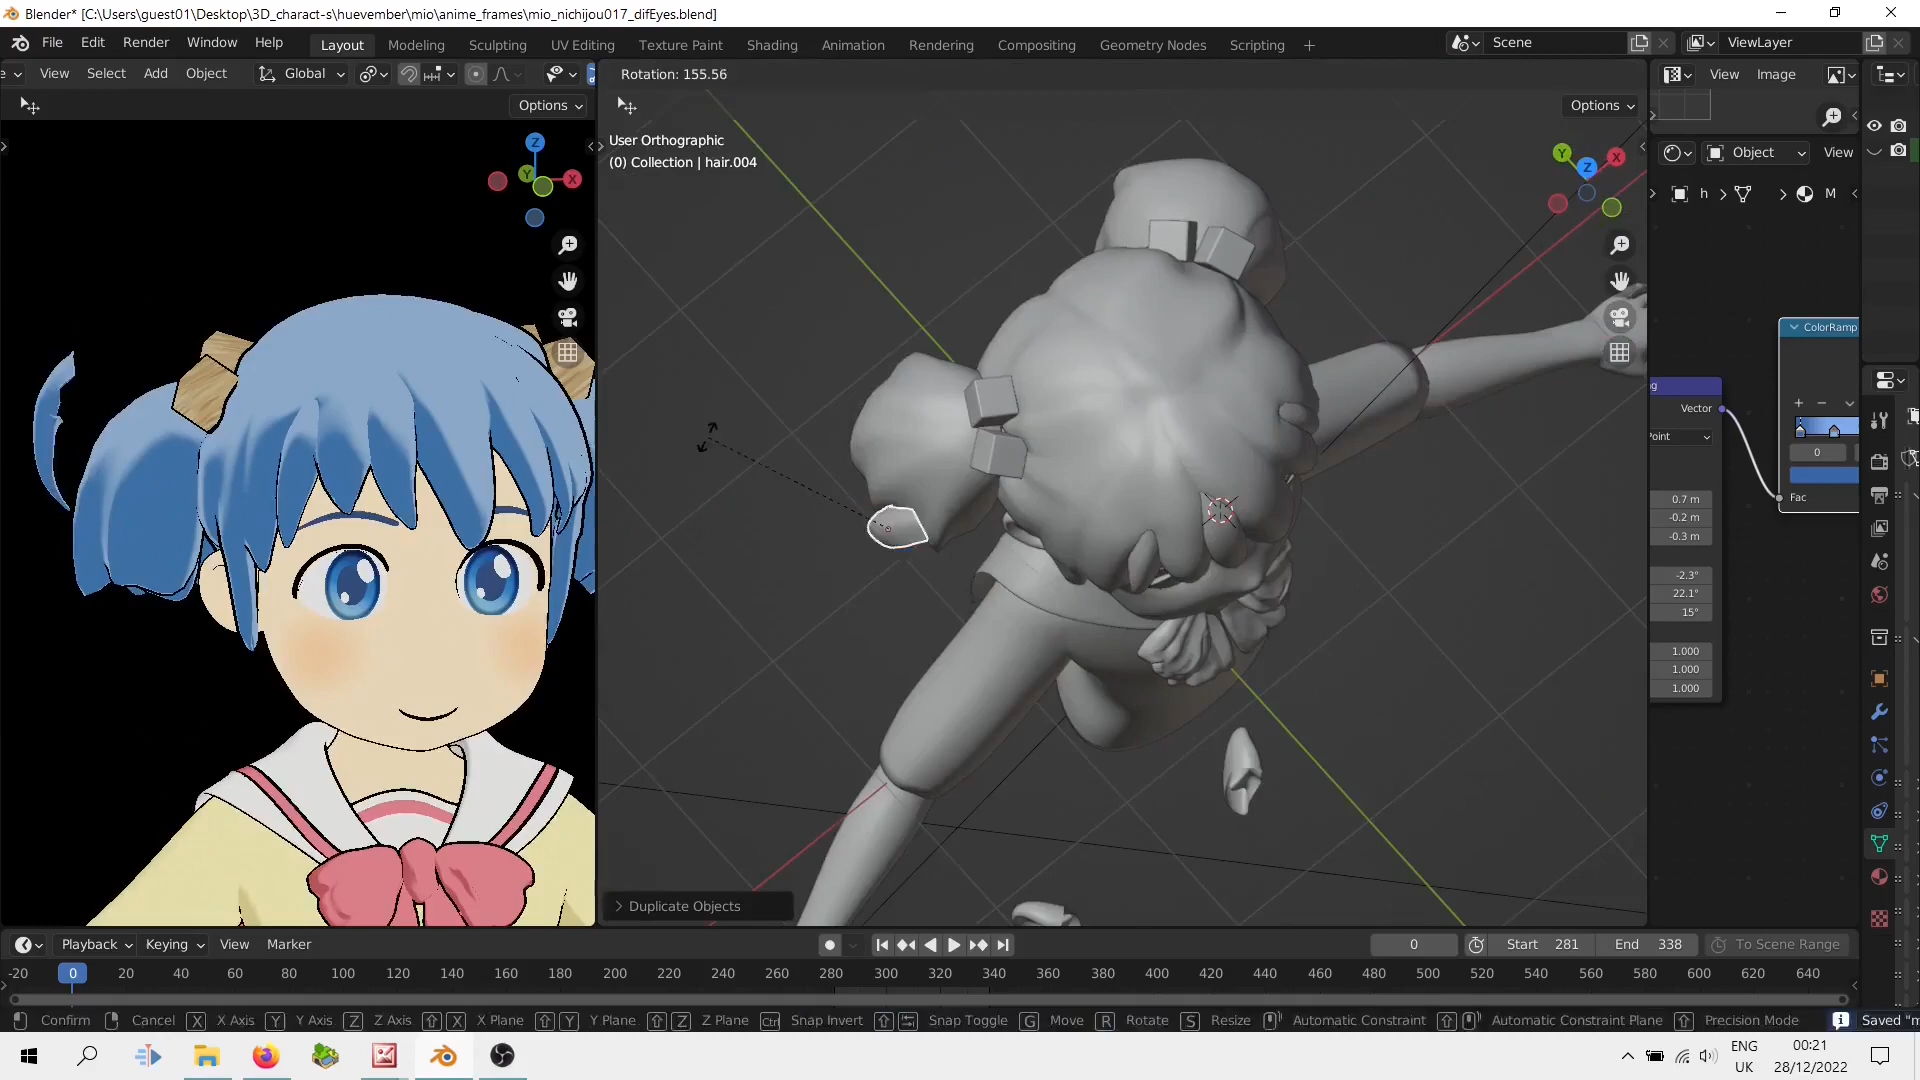 Blender* [C:\Users\guest01\Desktop\3D_charact-s\huevember\mio\anime_frames\mio_nichijou017_difEyes.blend]
File Edit Render Window Help
Layout Modeling Sculpting UV Editing Texture Paint Shading Animation Rendering Compositing Geometry Nodes Scripting +
Scene
ViewLayer
e View Select Add Object Global
Rotation: 155.56
View Image
Options
Options
User Orthographic
(0) Collection | hair.004
Object View
h
M
Z
Y
X
Y
Z
X
ColorRamp
g
Vector
Point
0
Fac
0.7 m
-0.2 m
-0.3 m
-2.3°
22.1°
15°
1.000
1.000
1.000
Duplicate Objects
Playback Keying View Marker
0
Start 281
End 338
To Scene Range
-20 0 20 40 60 80 100 120 140 160 180 200 220 240 260 280 300 320 340 360 380 400 420 440 460 480 500 520 540 560 580 600 620 640
Confirm Cancel X X Axis Y Y Axis Z Z Axis X X Plane Y Y Plane Z Z Plane Ctrl Snap Invert Snap Toggle G Move R Rotate S Resize Automatic Constraint Automatic Constraint Plane Precision Mode Saved "m
ENG
UK
00:21
28/12/2022